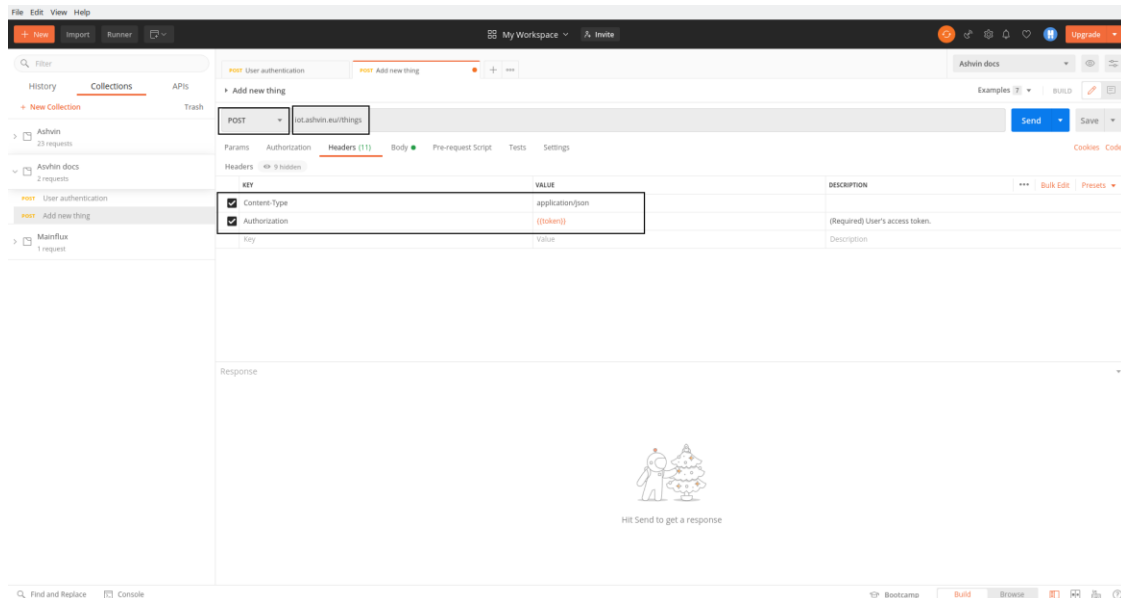 File Edit View Help
+ New Import Runner My Workspace Invite Upgrade
Filter
History Collections APIs
+ New Collection Trash
Ashvin
23 requests
Asvhin docs
2 requests
POST User authentication
POST Add new thing
Mainflux
1 request
POST User authentication POST Add new thing + ••• Ashvin docs
Add new thing Examples 7 BUILD
POST iot.ashvin.eu//things Send Save
Params Authorization Headers (11) Body Pre-request Script Tests Settings Cookies Code
Headers 9 hidden
KEY VALUE DESCRIPTION ••• Bulk Edit Presets
Content-Type application/json
Authorization {{token}} (Required) User's access token.
Key Value Description
Response
Hit Send to get a response
Find and Replace Console Bootcamp Build Browse